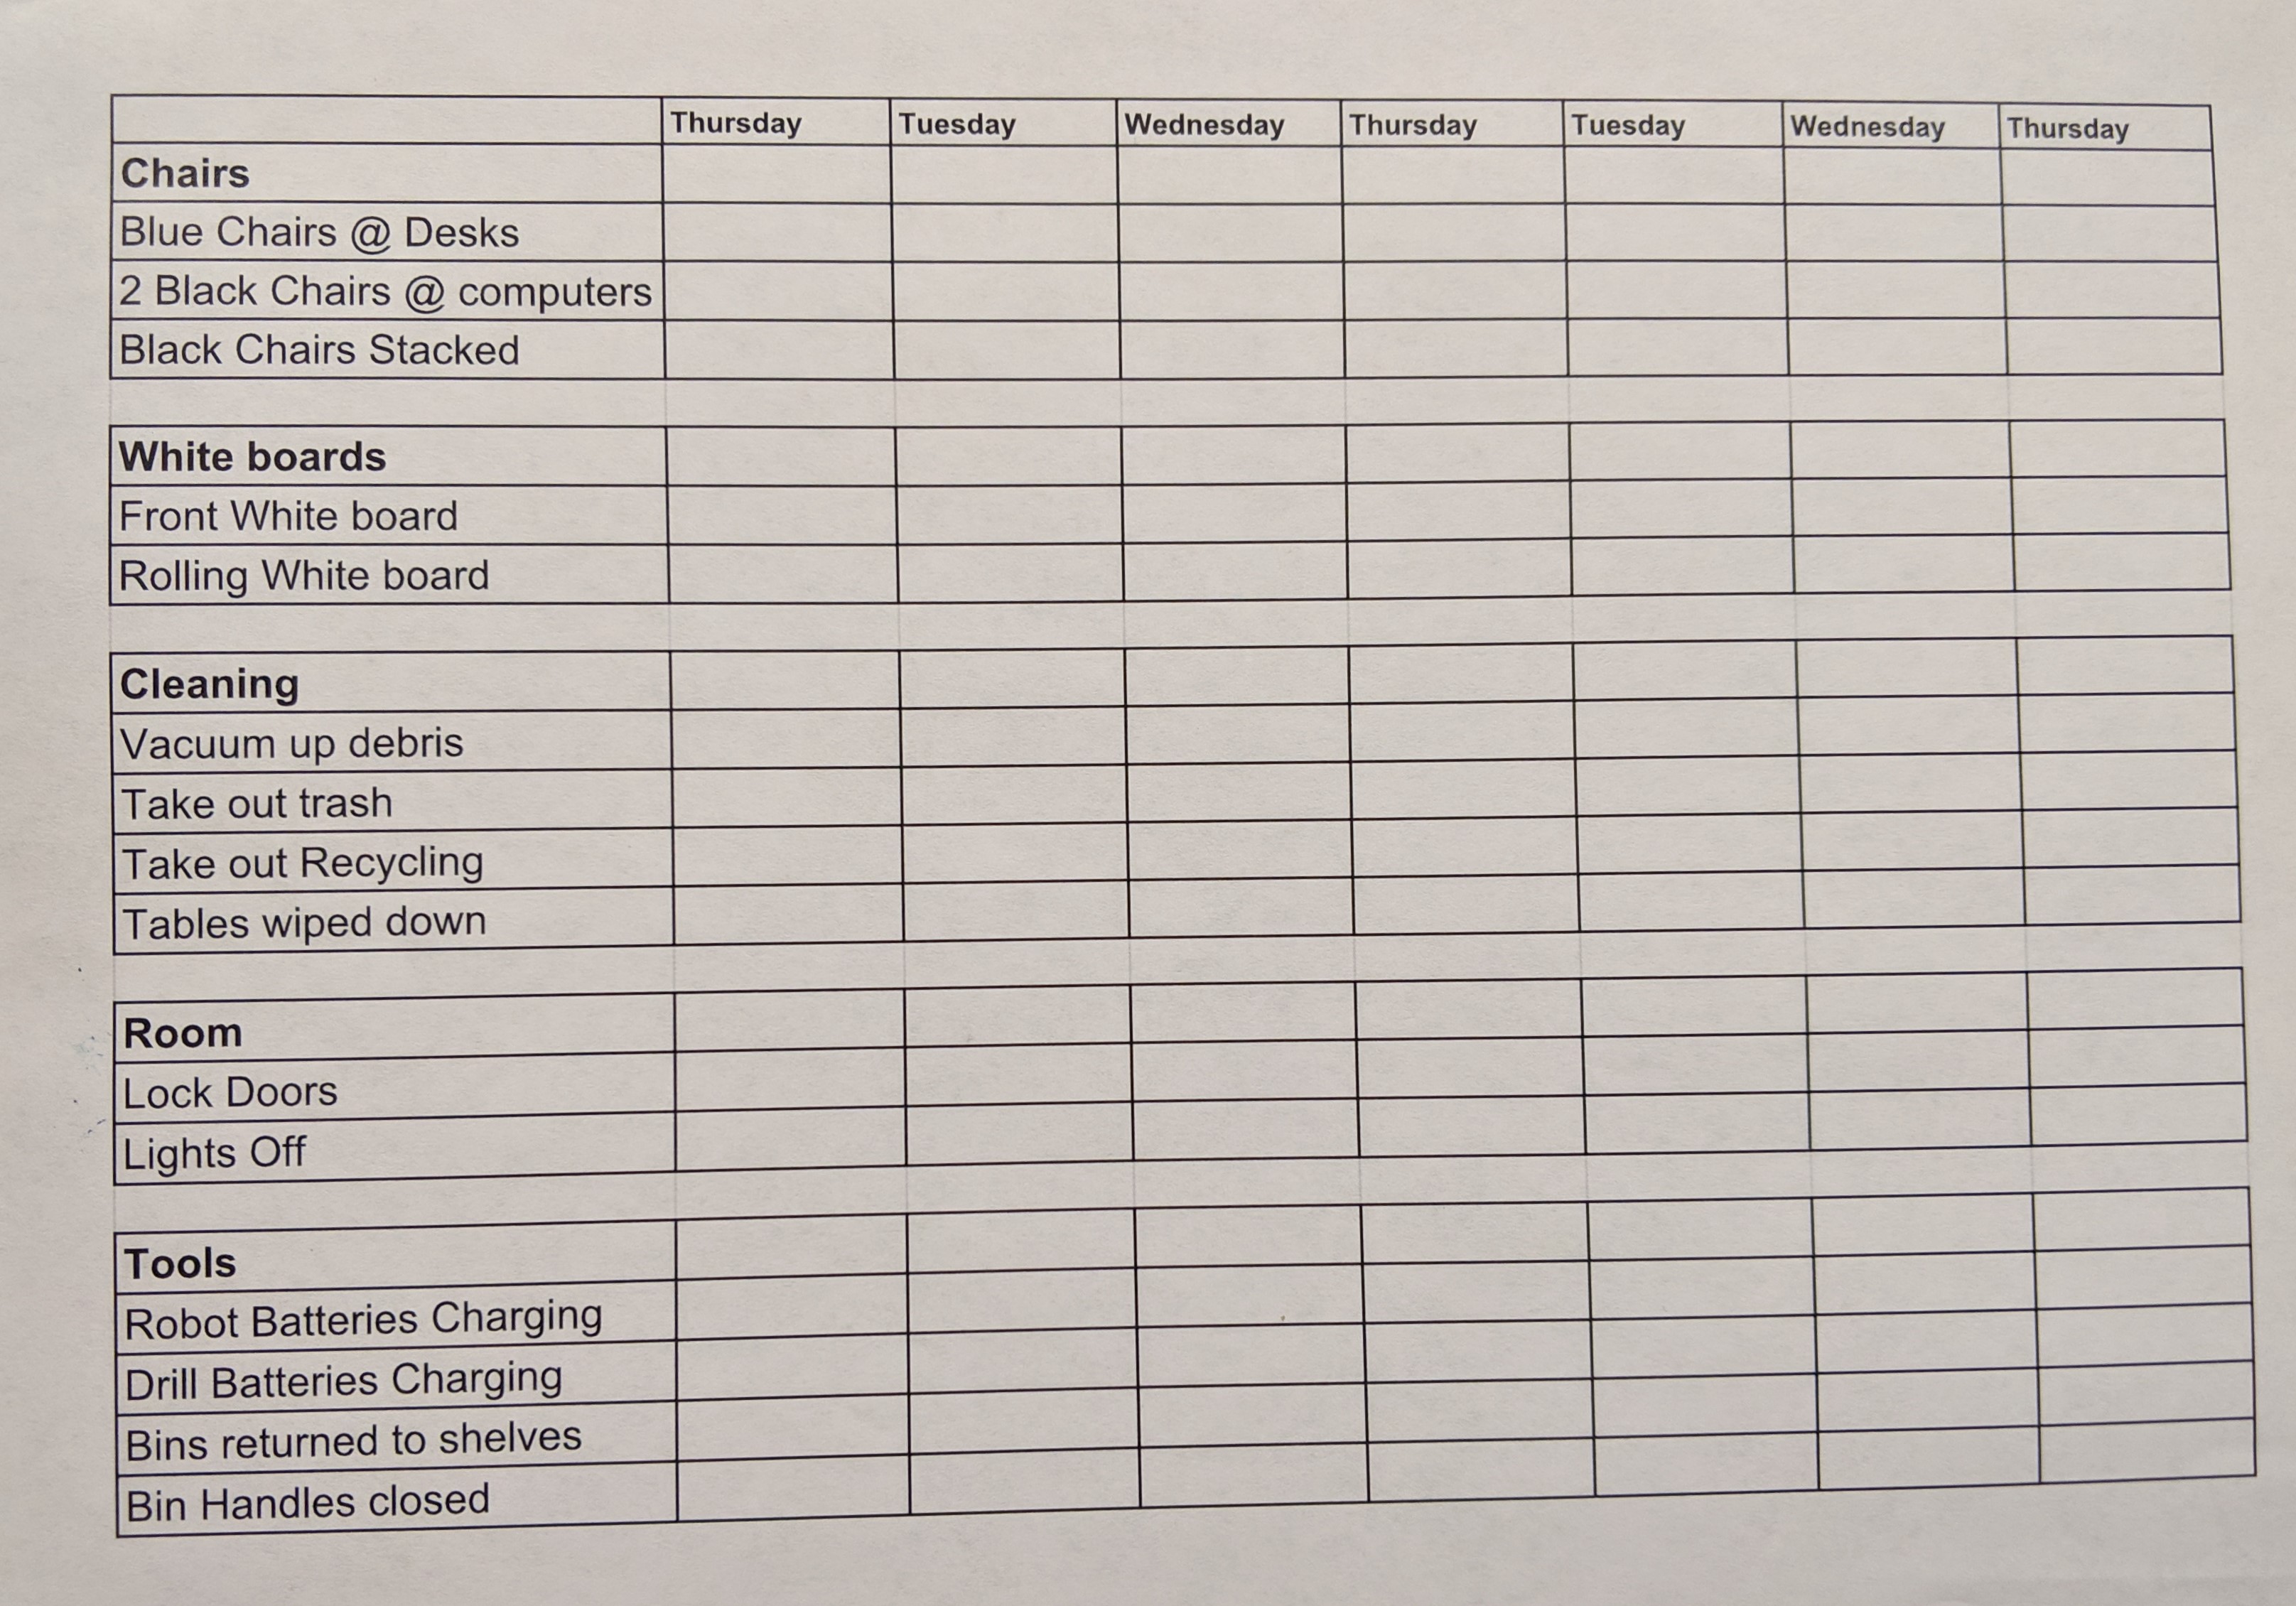 Thursday Tuesday Wednesday Thursday Tuesday Wednesday Thursday
Chairs
Blue Chairs @ Desks
2 Black Chairs @ computers
Black Chairs Stacked
White boards
Front White board
Rolling White board
Cleaning
Vacuum up debris
Take out trash
Take out Recycling
Tables wiped down
Room
Lock Doors
Lights Off
Tools
Robot Batteries Charging
Drill Batteries Charging
Bins returned to shelves
Bin Handles closed